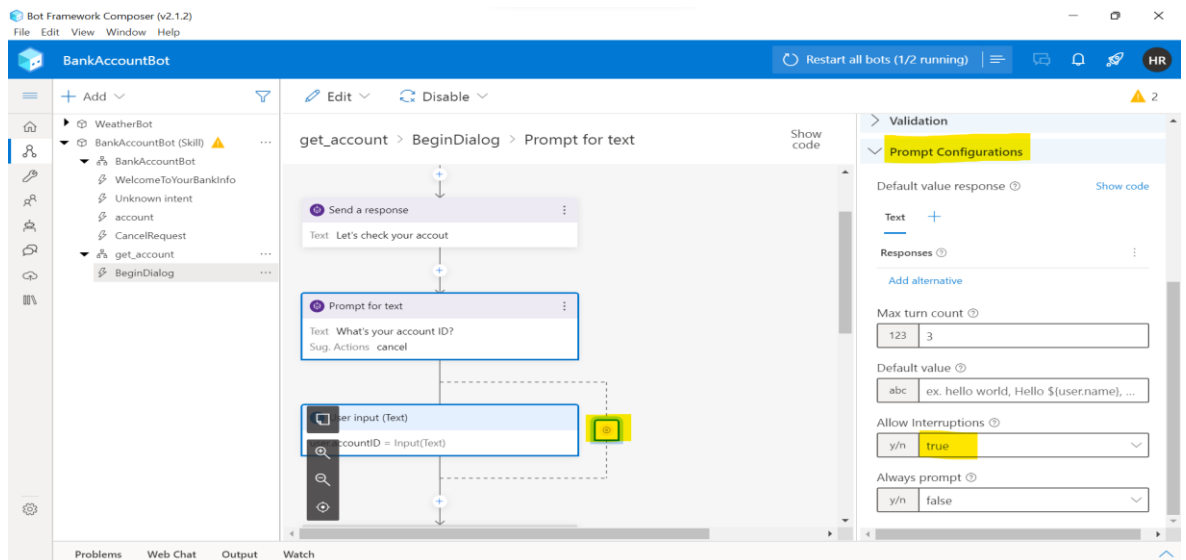 Bot Framework Composer (v2.1.2)
File Edit View Window Help
BankAccountBot
Restart all bots (1/2 running)
HR
Add
Edit
Disable
2
WeatherBot
BankAccountBot (Skill)
BankAccountBot
WelcomeToYourBankInfo
Unknown intent
account
CancelRequest
get_account
BeginDialog
get_account > BeginDialog > Prompt for text
Show
code
Send a response
Text Let's check your accout
Prompt for text
Text What's your account ID?
Sug. Actions cancel
ser input (Text)
accountID = Input(Text)
Validation
Prompt Configurations
Default value response
Show code
Text
Responses
Add alternative
Max turn count
123 3
Default value
abc ex. hello world, Hello ${user.name}, ...
Allow Interruptions
y/n true
Always prompt
y/n false
Problems Web Chat Output Watch